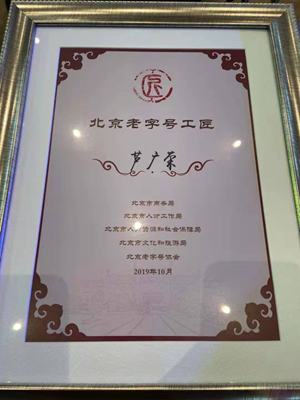 匠
北京老字号工匠
芦广荣
北京市商务局
北京市人才工作局
北京市人力资源和社会保障局
北京市文化和旅游局
北京老字号协会
2019年10月